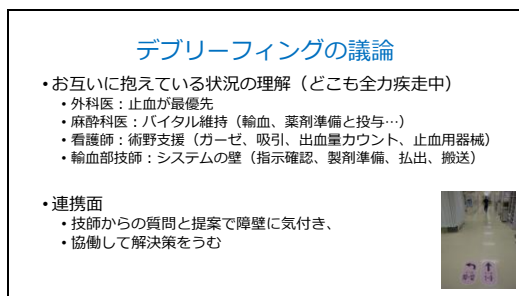 デブリーフィングの議論
•お互いに抱えている状況の理解（どこも全力疾走中）
•外科医：止血が最優先
•麻酔科医：バイタル維持（輸血、薬剤準備と投与…）
•看護師：術野支援（ガーゼ、吸引、出血量カウント、止血用器械）
•輸血部技師：システムの壁（指示確認、製剤準備、払出、搬送）
•連携面
•技師からの質問と提案で障壁に気付き、
•協働して解決策をうむ